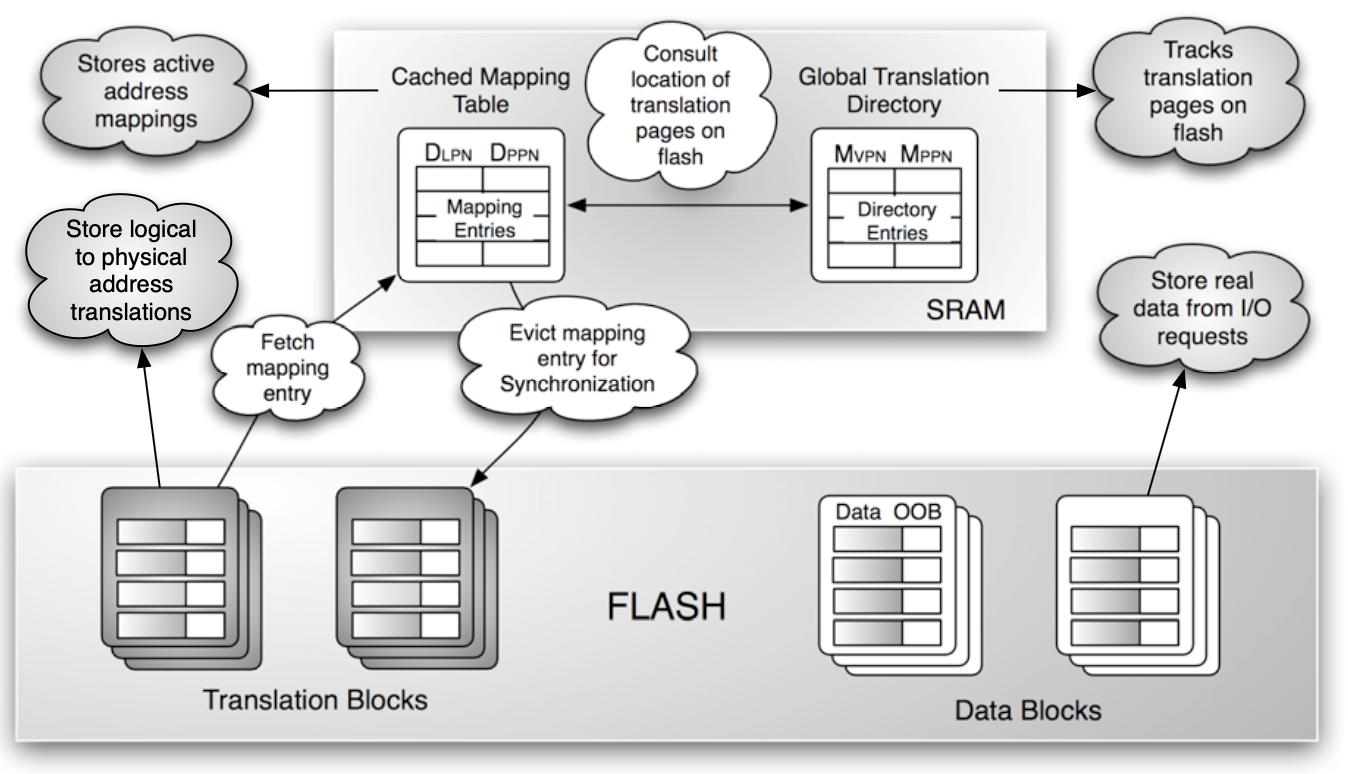 Stores active
address
mappings
Cached Mapping
Table
Consult
location of
translation
pages on
flash
Global Translation
Directory
Tracks
translation
pages on
flash
DLPN DPPN
Mapping
Entries
MVPN MPPN
Directory
Entries
SRAM
Store logical
to physical
address
translations
Fetch
mapping
entry
Evict mapping
entry for
Synchronization
Store real
data from I/O
requests
FLASH
Data OOB
Translation Blocks
Data Blocks